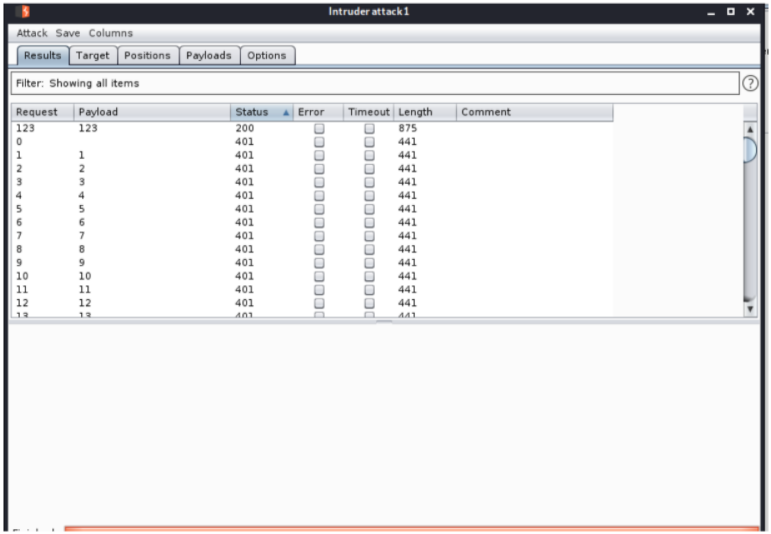 Intruder attack1
Attack Save Columns
Results Target Positions Payloads Options
Filter: Showing all items ?
Request Payload Status Error Timeout Length Comment
123 123 200 875
0 401 441
1 1 401 441
2 2 401 441
3 3 401 441
4 4 401 441
5 5 401 441
6 6 401 441
7 7 401 441
8 8 401 441
9 9 401 441
10 10 401 441
11 11 401 441
12 12 401 441
13 13 401 441